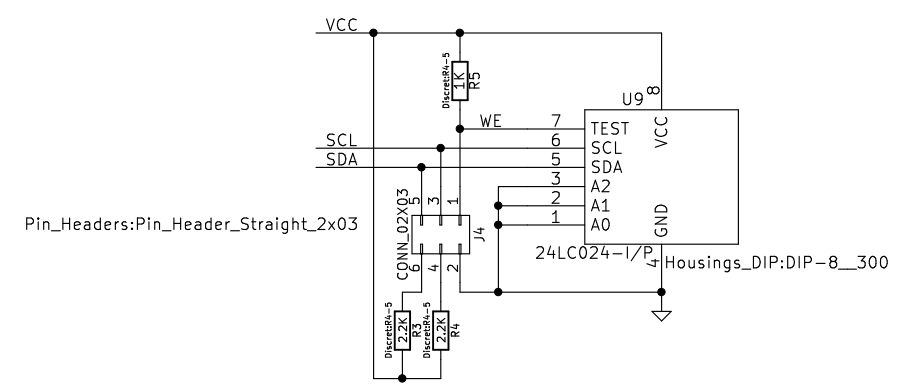 VCC
Discret:R4-5
1K
R5
U9
8
WE
7
TEST
VCC
SCL
6
SCL
SDA
5
SDA
3
A2
2
A1
1
A0
GND
5
3
1
CONN_02X03
Pin_Headers:Pin_Header_Straight_2x03
J4
6
4
2
24LC024-I/P
4
Housings_DIP:DIP-8__300
Discret:R4-5
2.2K
R3
Discret:R4-5
2.2K
R4